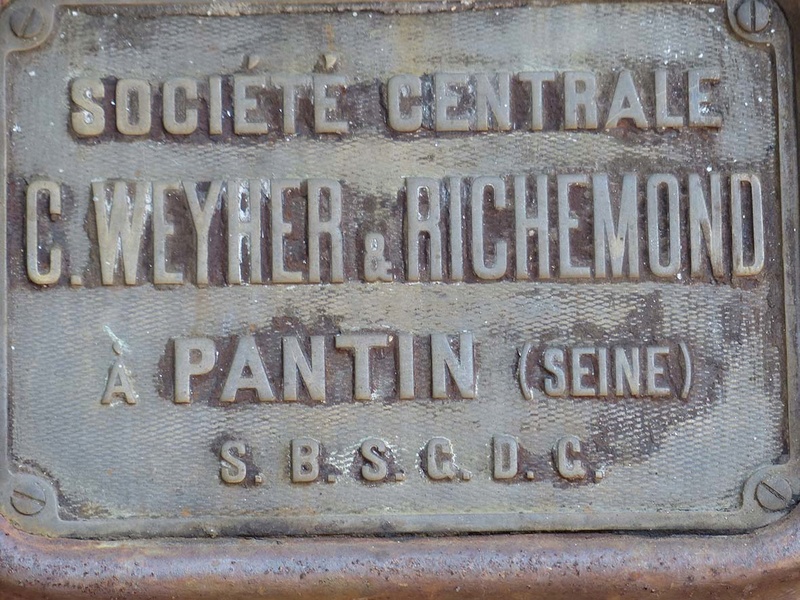 SOCIÉTÉ CENTRALE
C. WEYHER & RICHEMOND
À PANTIN (SEINE)
S. B. S. G. D. G.